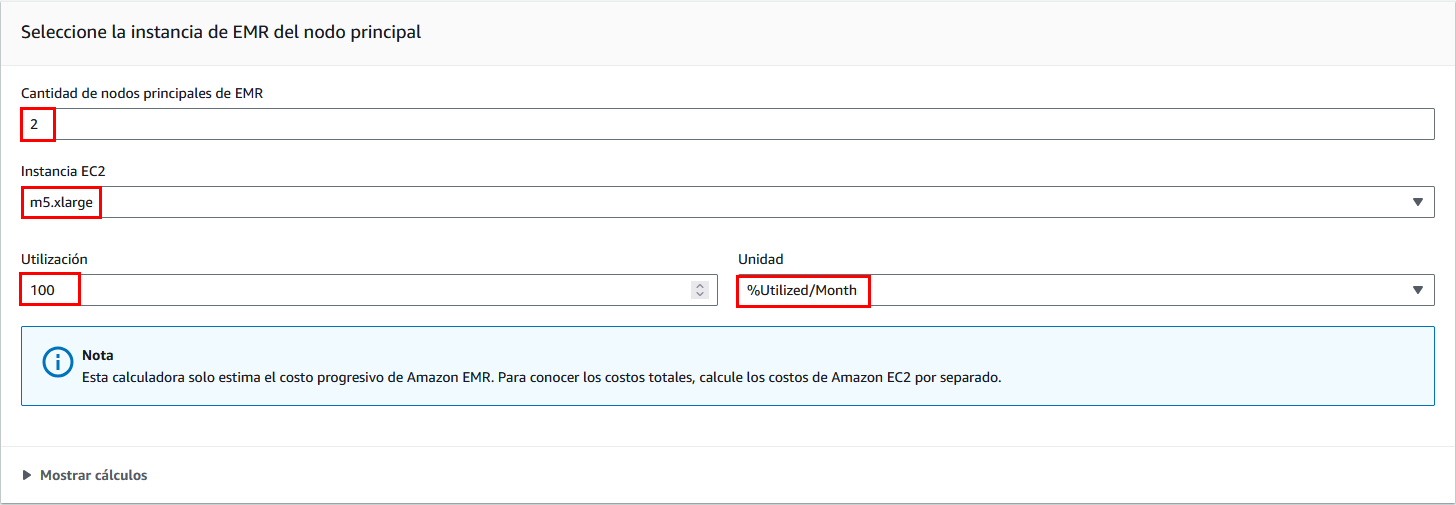 Seleccione la instancia de EMR del nodo principal
Cantidad de nodos principales de EMR
2
Instancia EC2
m5.xlarge
Utilización
Unidad
100
%Utilized/Month
Nota
Esta calculadora solo estima el costo progresivo de Amazon EMR. Para conocer los costos totales, calcule los costos de Amazon EC2 por separado.
Mostrar cálculos